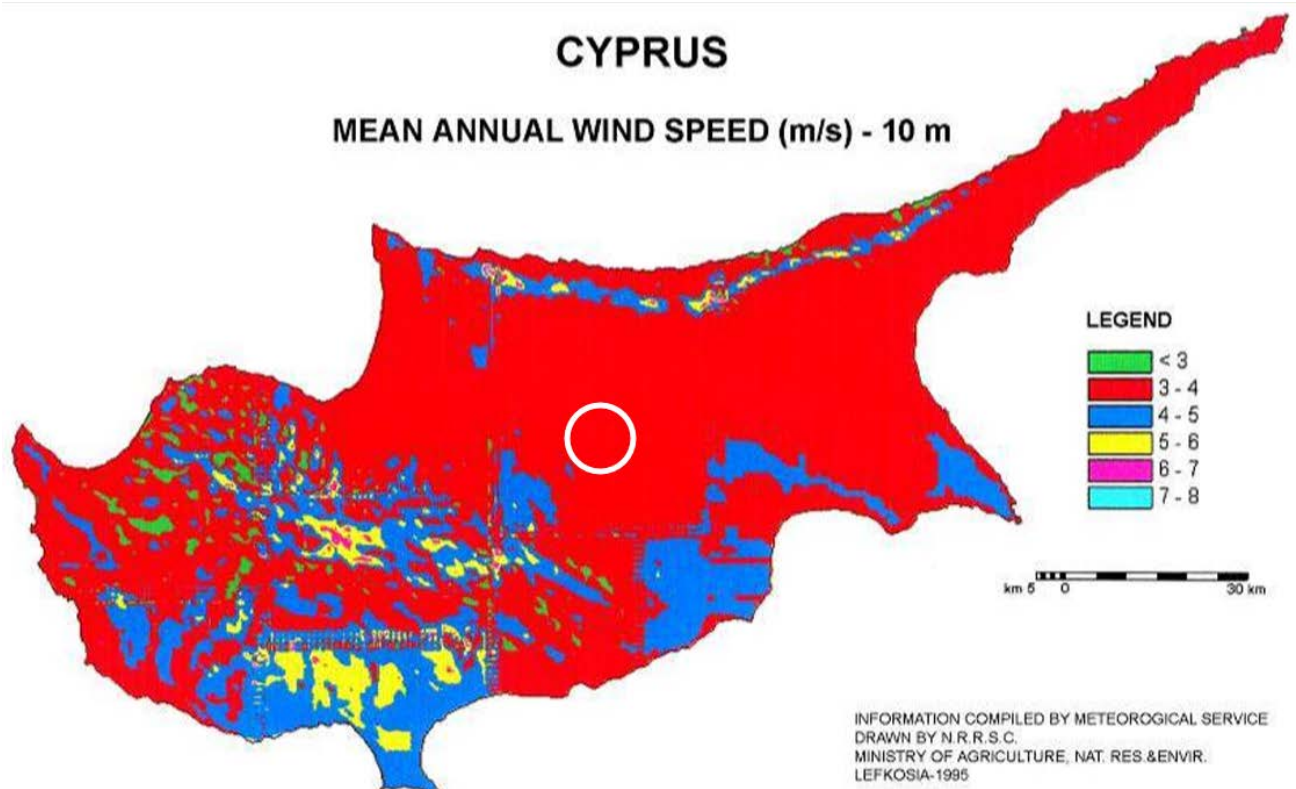 CYPRUS
MEAN ANNUAL WIND SPEED (m/s) - 10 m
LEGEND
< 3
3 - 4
4 - 5
5 - 6
6 - 7
7 - 8
km 5 0 30 km
INFORMATION COMPILED BY METEOROGICAL SERVICE
DRAWN BY N.R.R.S.C.
MINISTRY OF AGRICULTURE, NAT. RES.&ENVIR.
LEFKOSIA-1995